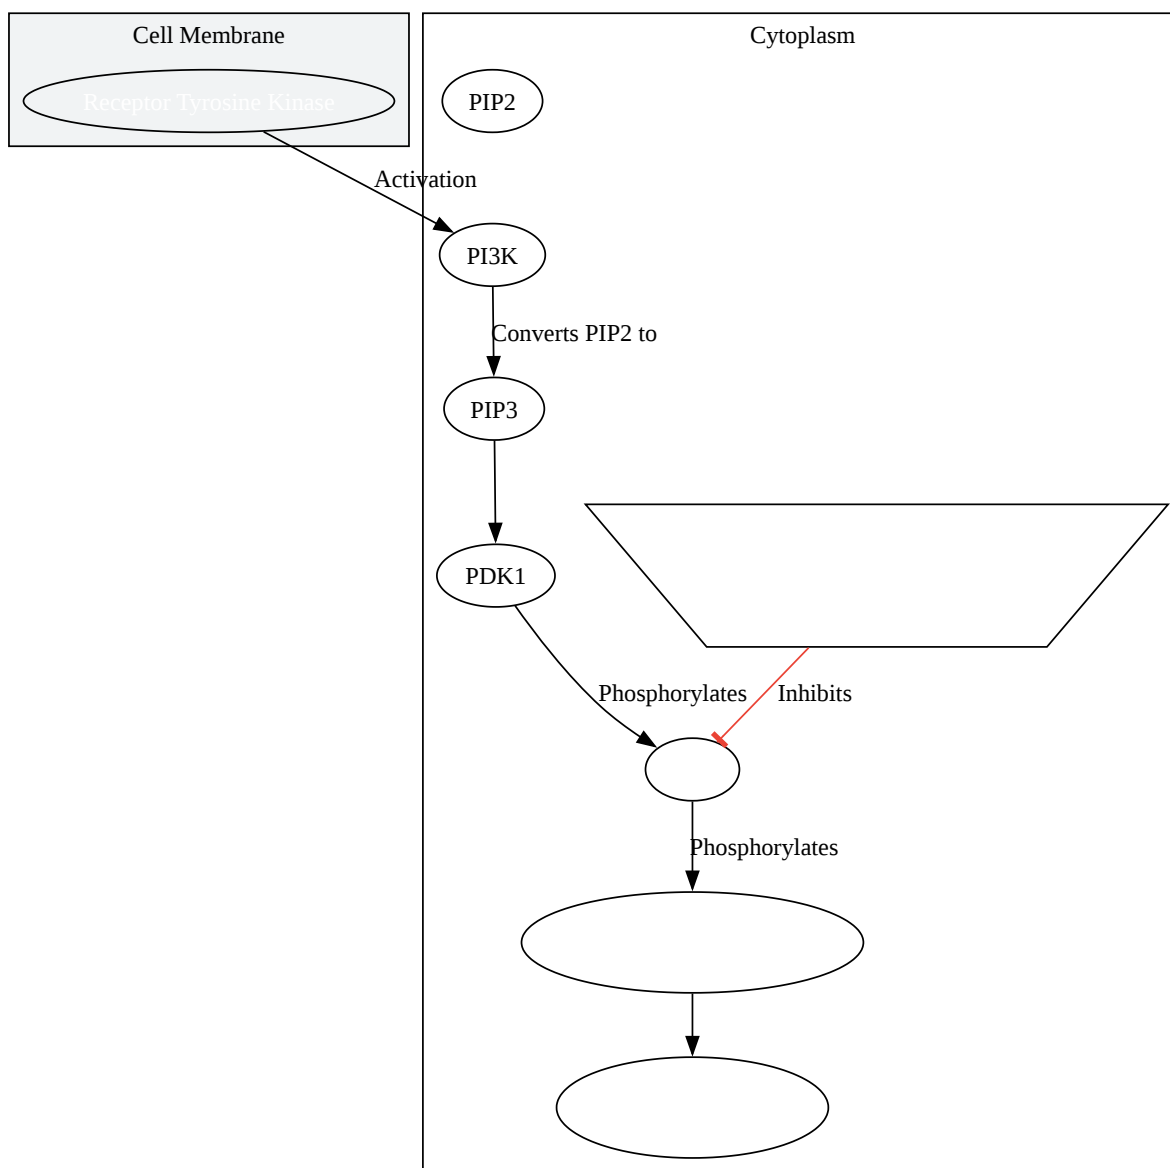 Cell Membrane
Cytoplasm
Receptor Tyrosine Kinase
PIP2
Activation
PI3K
Converts PIP2 to
PIP3
PDK1
Phosphorylates
Inhibits
Phosphorylates